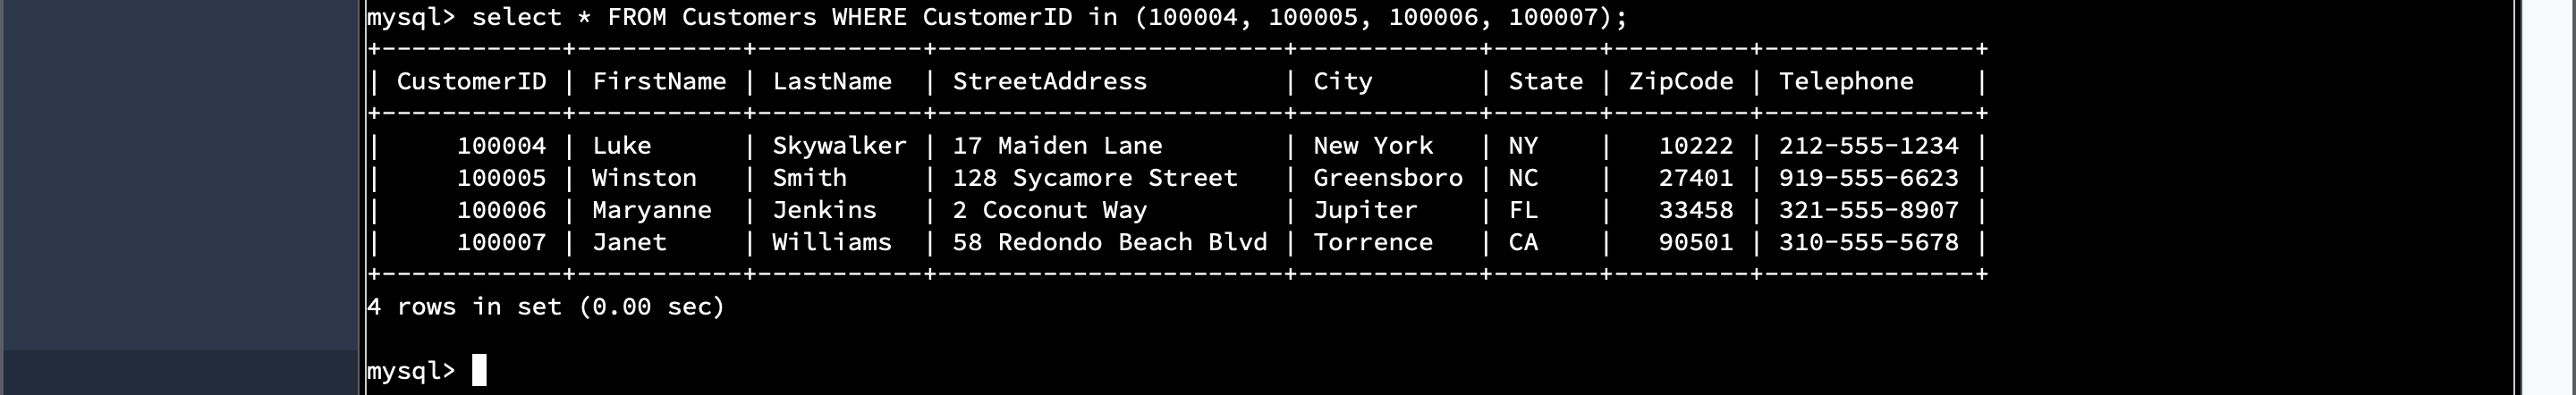 mysql> select * FROM Customers WHERE CustomerID in (100004, 100005, 100006, 100007);
+------------+-----------+-----------+-----------------------+------------+-------+---------+--------------+
| CustomerID | FirstName | LastName  | StreetAddress         | City       | State | ZipCode | Telephone    |
+------------+-----------+-----------+-----------------------+------------+-------+---------+--------------+
|     100004 | Luke      | Skywalker | 17 Maiden Lane        | New York   | NY    |   10222 | 212-555-1234 |
|     100005 | Winston   | Smith     | 128 Sycamore Street   | Greensboro | NC    |   27401 | 919-555-6623 |
|     100006 | Maryanne  | Jenkins   | 2 Coconut Way         | Jupiter    | FL    |   33458 | 321-555-8907 |
|     100007 | Janet     | Williams  | 58 Redondo Beach Blvd | Torrence   | CA    |   90501 | 310-555-5678 |
+------------+-----------+-----------+-----------------------+------------+-------+---------+--------------+
4 rows in set (0.00 sec)
mysql>